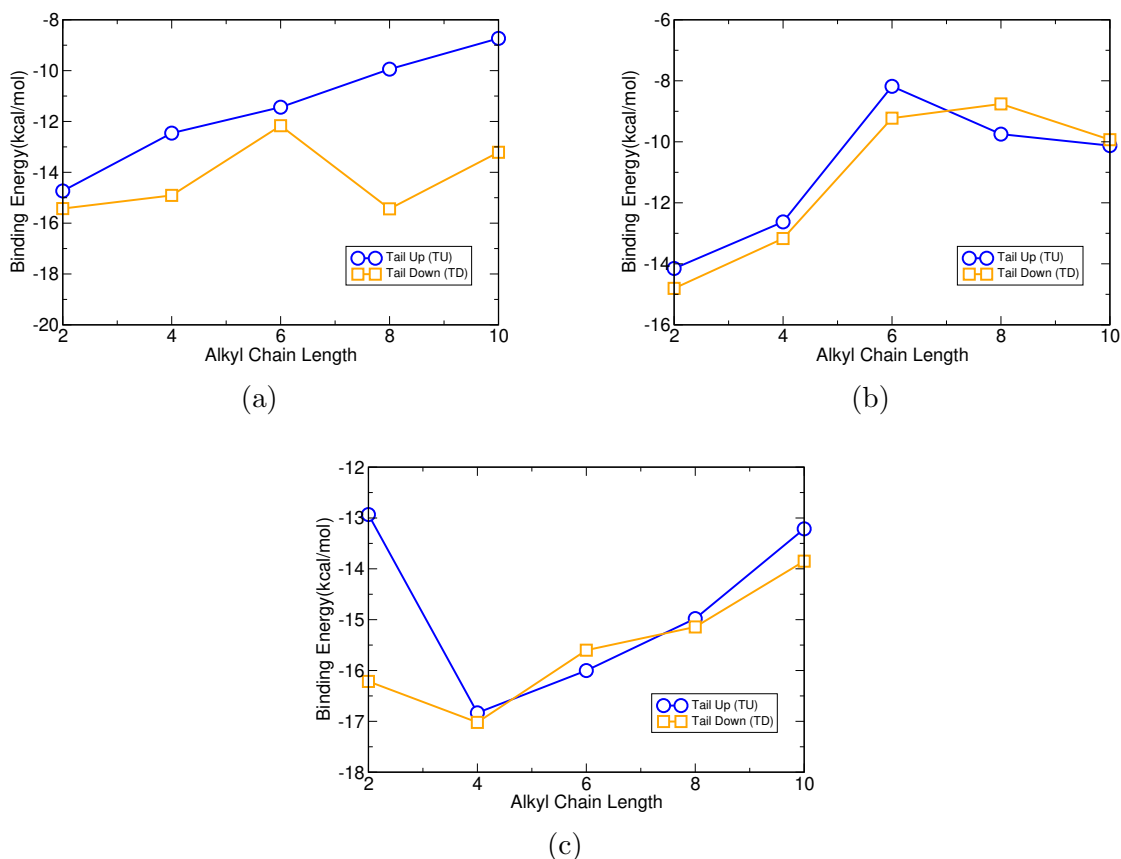 -8
-10
-12
-14
-16
-18
-20
Binding Energy(kcal/mol)
Tail Up (TU)
Tail Down (TD)
2 4 6 8 10
Alkyl Chain Length
(a)
-6
-8
-10
-12
-14
-16
Binding Energy(kcal/mol)
Tail Up (TU)
Tail Down (TD)
2 4 6 8 10
Alkyl Chain Length
(b)
-12
-13
-14
-15
-16
-17
-18
Binding Energy(kcal/mol)
Tail Up (TU)
Tail Down (TD)
2 4 6 8 10
Alkyl Chain Length
(c)